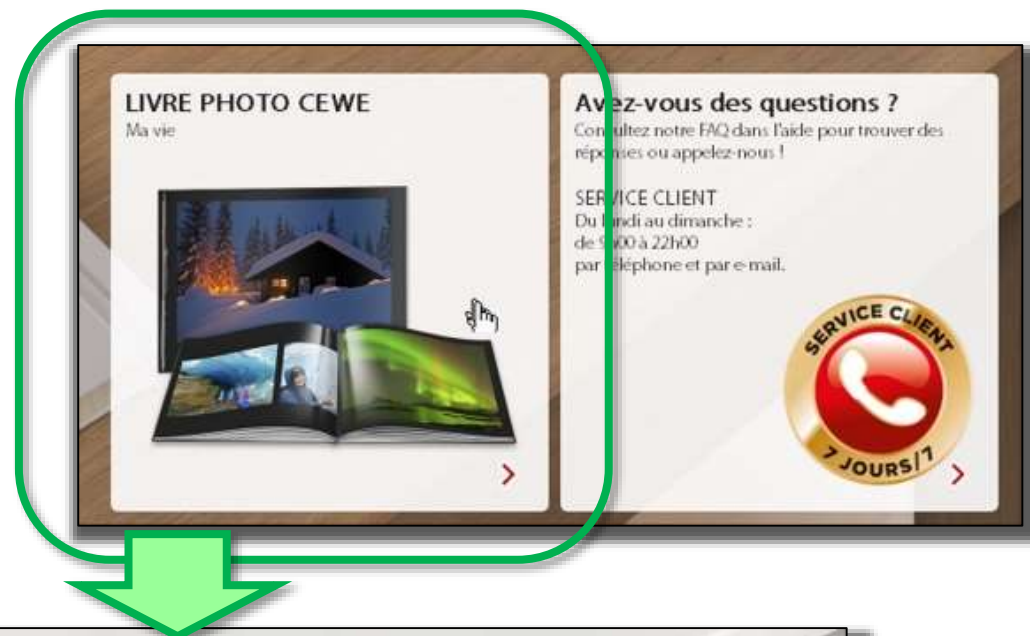 LIVRE PHOTO CEWE
Ma vie
Avez-vous des questions ?
Consultez notre FAQ dans l'aide pour trouver des
réponses ou appelez-nous !
SERVICE CLIENT
Du lundi au dimanche :
de 9h00 à 22h00
par téléphone et par e-mail.
SERVICE CLIENT
7 JOURS/7